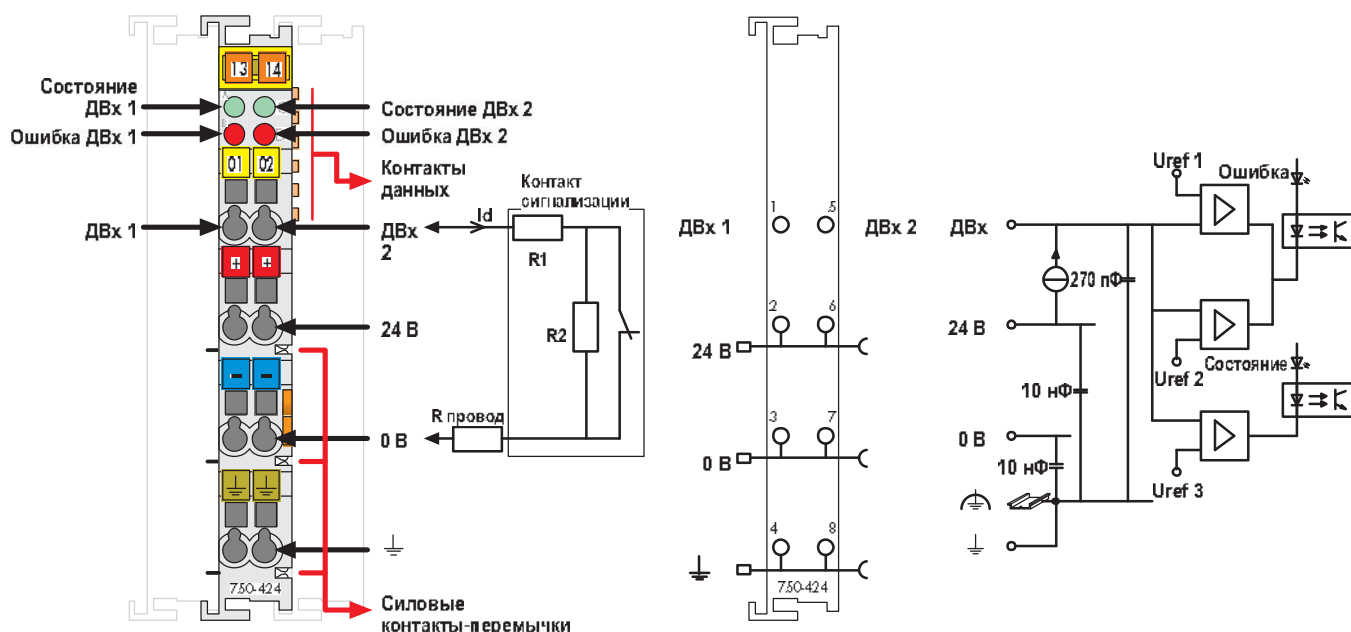 13 14
A
Состояние
ДВх 1
Состояние ДВх 2
Ошибка ДВх 1
Ошибка ДВх 2
01 02
Контакты
данных
ДВх 1
ДВх
2
+ +
24 В
- -
0 В
750-424
Силовые
контакты-перемычки
Id
Контакт
сигнализации
R1
R2
R провод
1 5
ДВх 1
ДВх 2
2 6
24 В
3 7
0 В
4 8
750-424
ДВх
24 В
0 В
270 пФ
10 нФ
10 нФ
Uref 1
Ошибка
Uref 2
Состояние
Uref 3